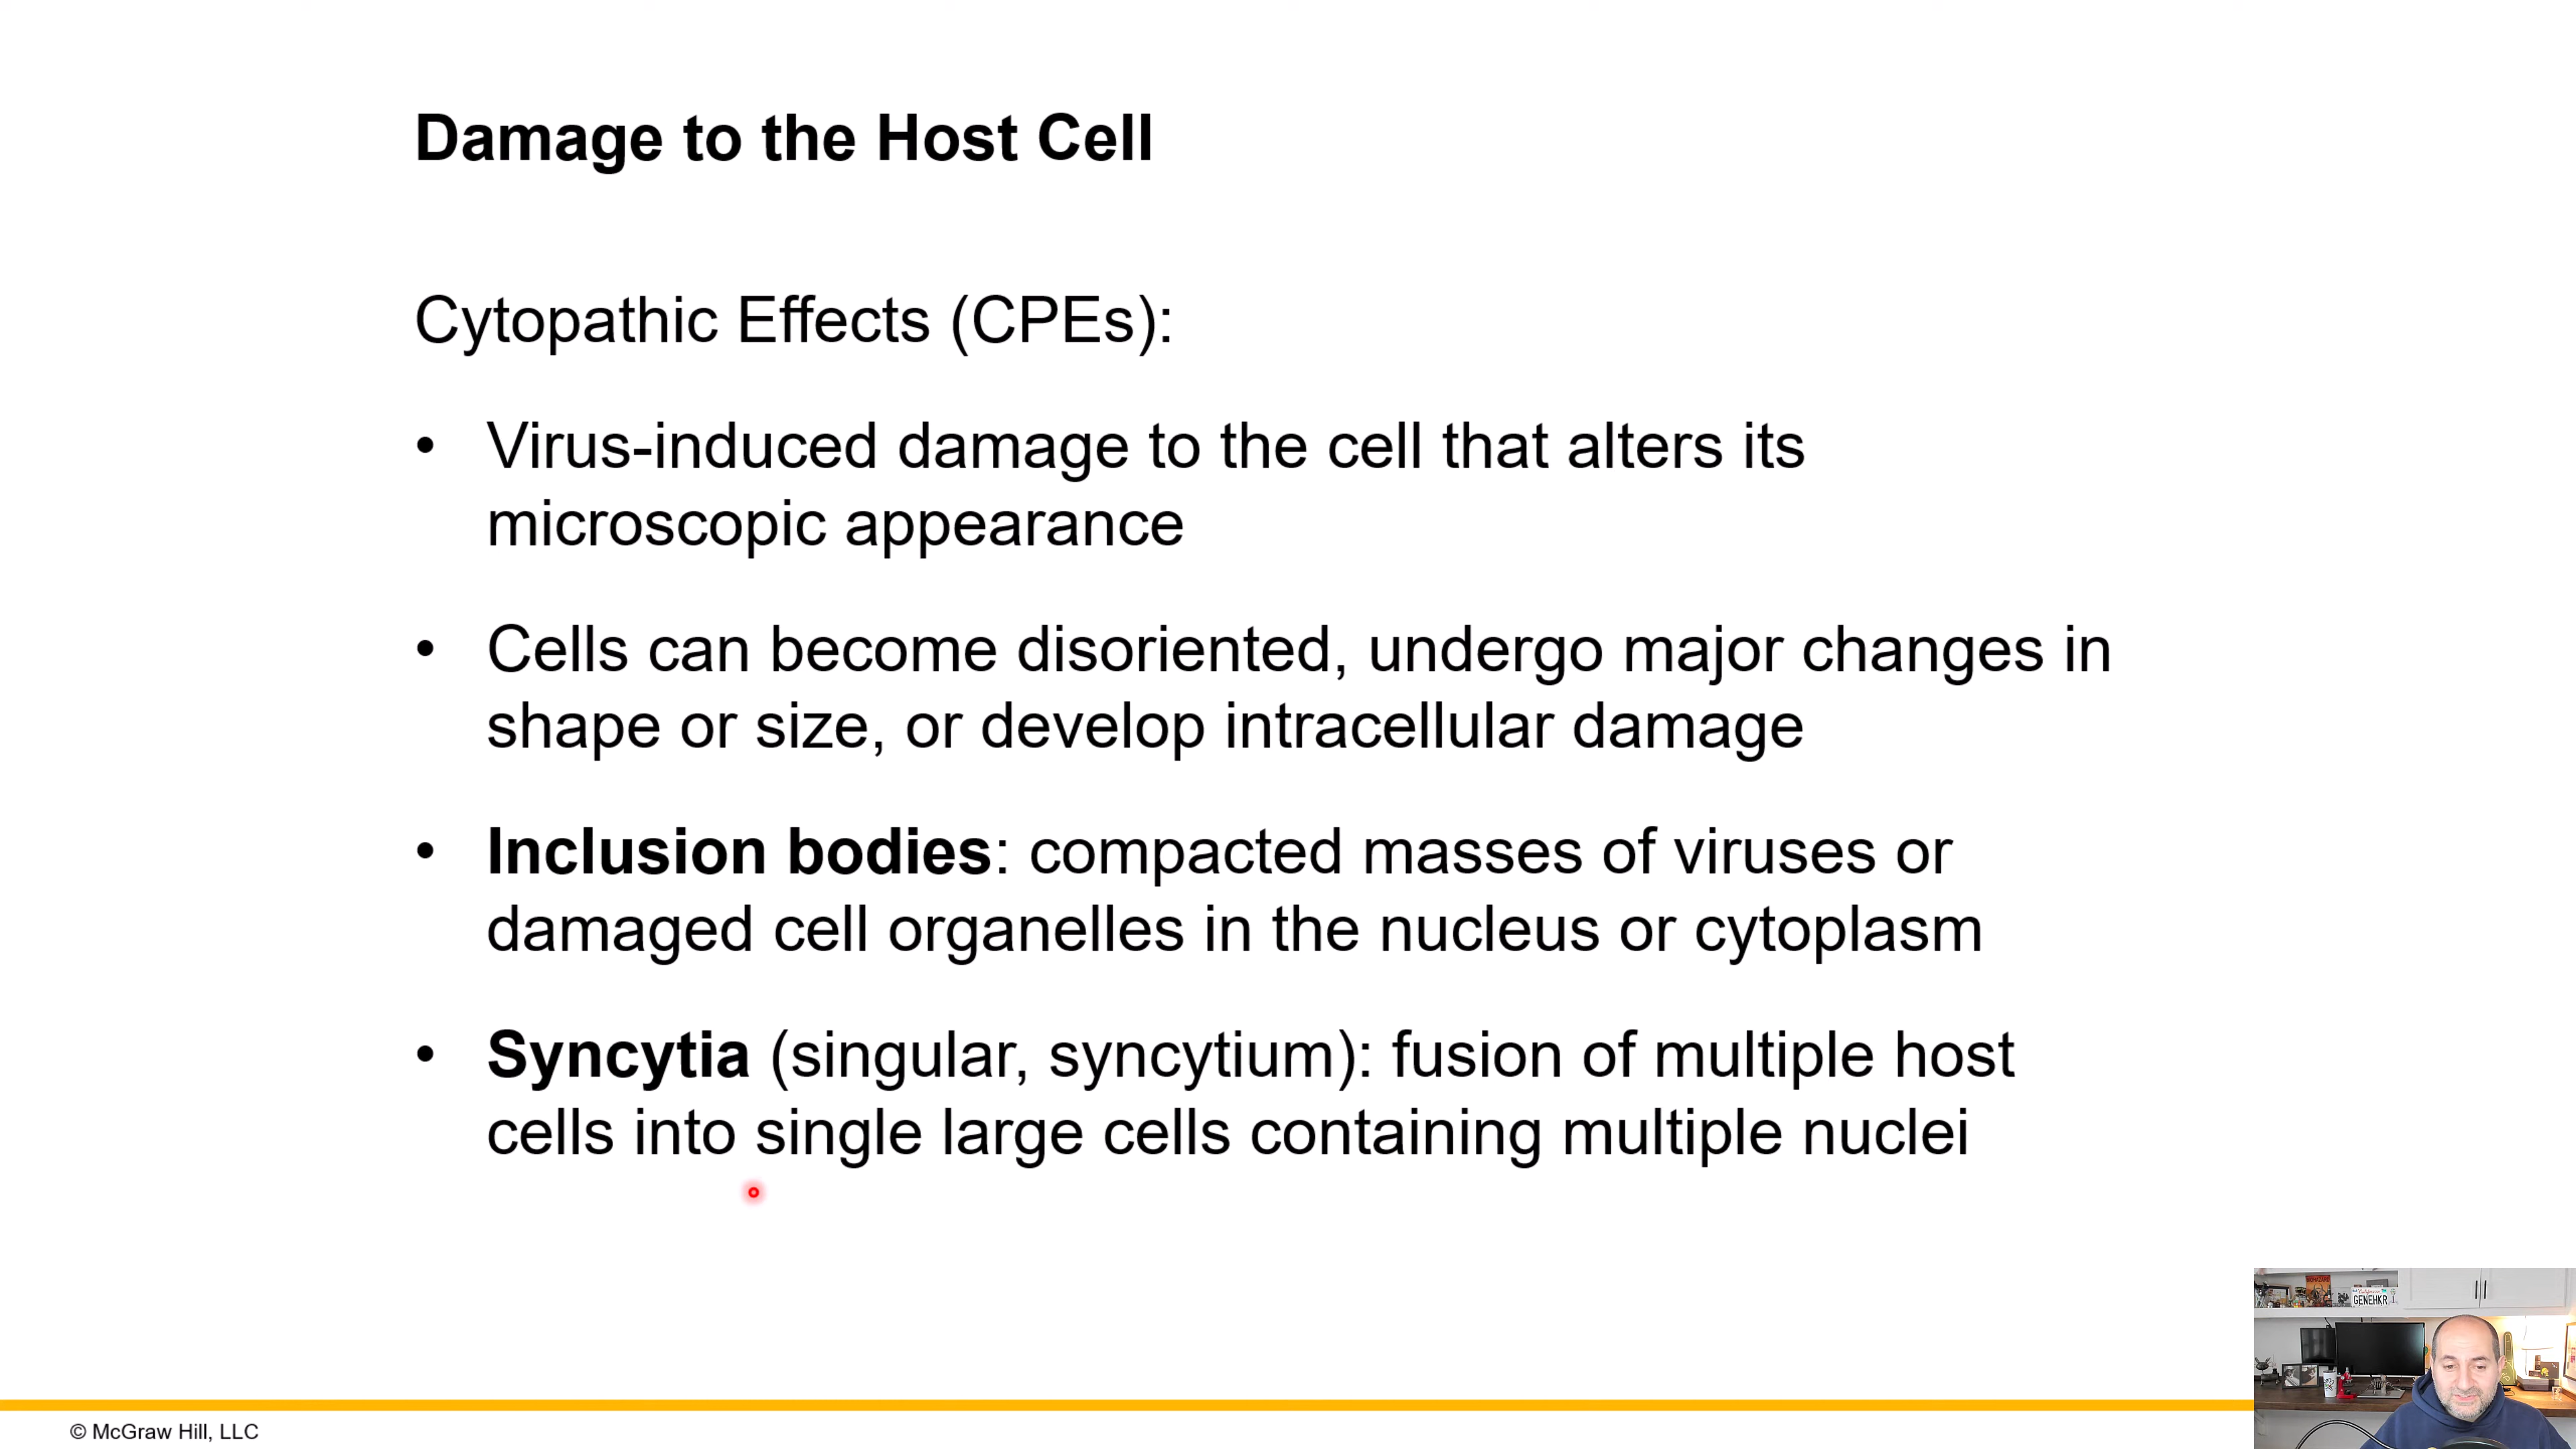 Damage to the Host Cell
Cytopathic Effects (CPEs):
• Virus-induced damage to the cell that alters its
microscopic appearance
• Cells can become disoriented, undergo major changes in
shape or size, or develop intracellular damage
• Inclusion bodies: compacted masses of viruses or
damaged cell organelles in the nucleus or cytoplasm
• Syncytia (singular, syncytium): fusion of multiple host
cells into single large cells containing multiple nuclei
GENEHKR
© McGraw Hill, LLC